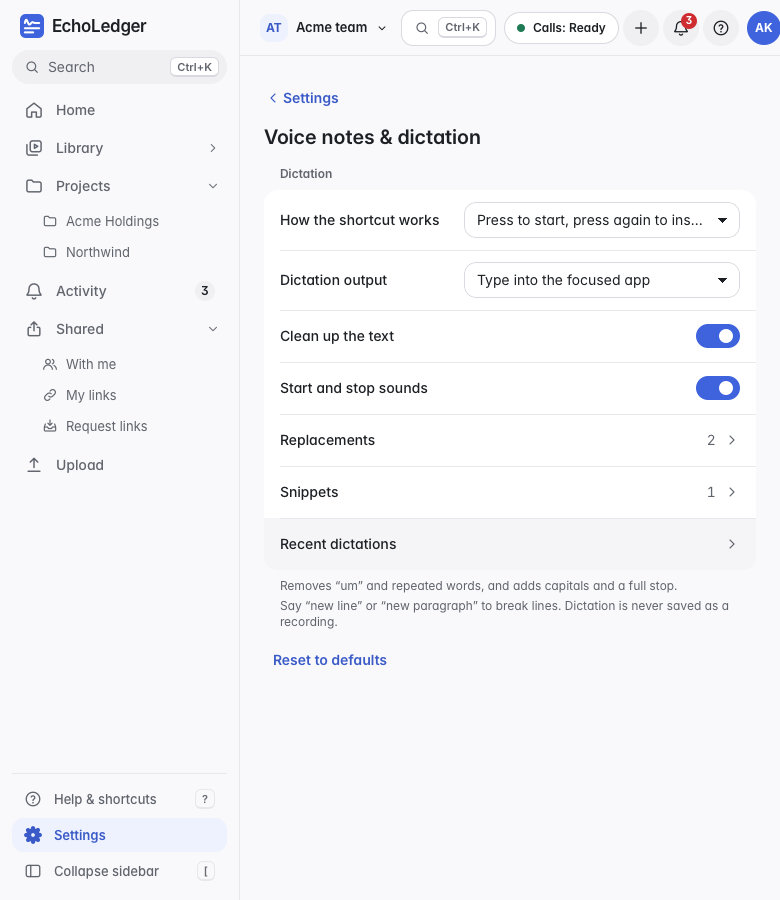 EchoLedger
Search
Ctrl+K
Home
Library
Projects
Acme Holdings
Northwind
Activity
3
Shared
With me
My links
Request links
Upload
Help & shortcuts
?
Settings
Collapse sidebar
[
AT
Acme team
Ctrl+K
Calls: Ready
3
AK
Settings
Voice notes & dictation
Dictation
How the shortcut works
Press to start, press again to ins...
Dictation output
Type into the focused app
Clean up the text
Start and stop sounds
Replacements
2
Snippets
1
Recent dictations
Removes “um” and repeated words, and adds capitals and a full stop.
Say “new line” or “new paragraph” to break lines. Dictation is never saved as a
recording.
Reset to defaults